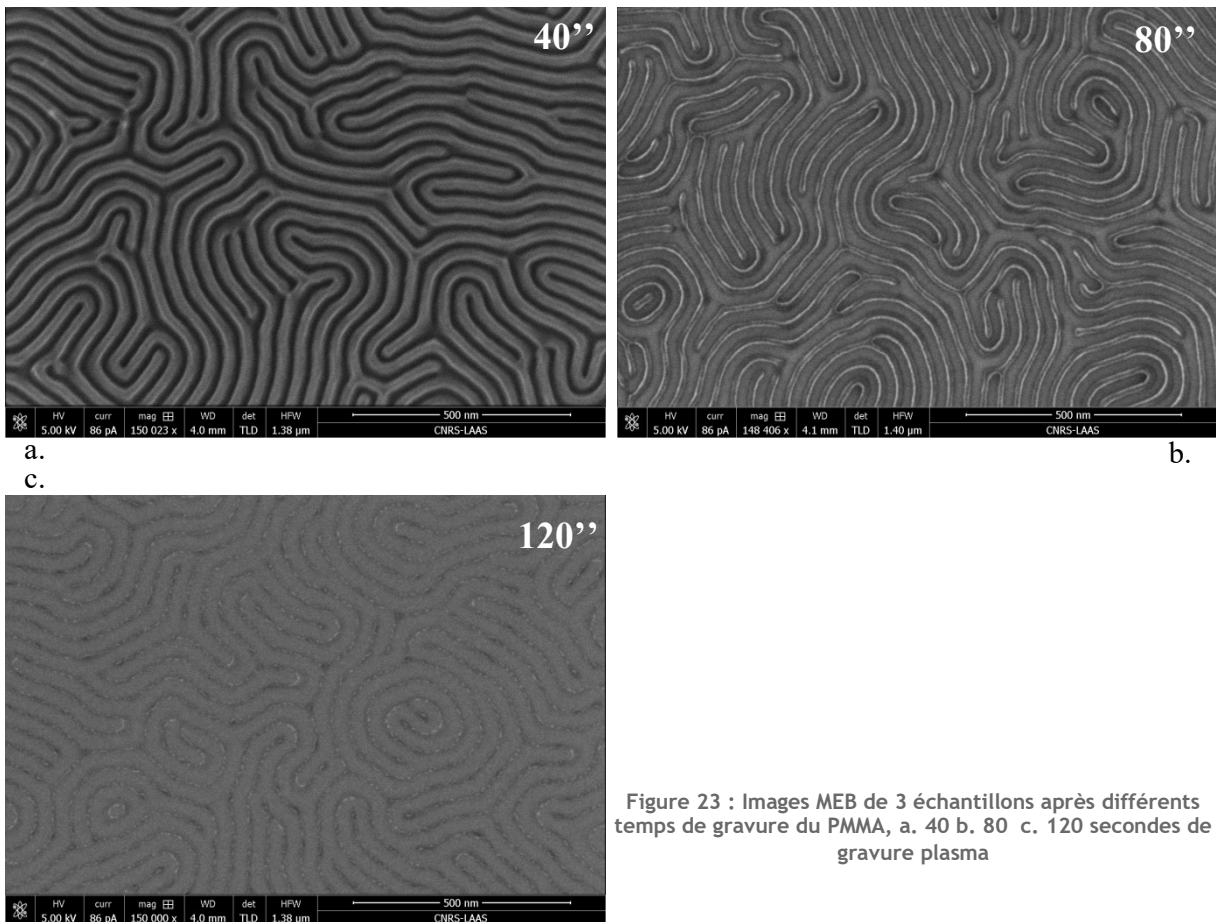 40’’
80’’
HV curr mag WD det HFW
5.00 kV 86 pA 150 023 x 4.0 mm TLD 1.38 µm
500 nm
CNRS-LAAS
HV curr mag WD det HFW
5.00 kV 86 pA 148 406 x 4.1 mm TLD 1.40 µm
500 nm
CNRS-LAAS
a.
b.
c.
120’’
HV curr mag WD det HFW
5.00 kV 86 pA 150 000 x 4.0 mm TLD 1.38 µm
500 nm
CNRS-LAAS
Figure 23 : Images MEB de 3 échantillons après différents
temps de gravure du PMMA, a. 40 b. 80 c. 120 secondes de
gravure plasma